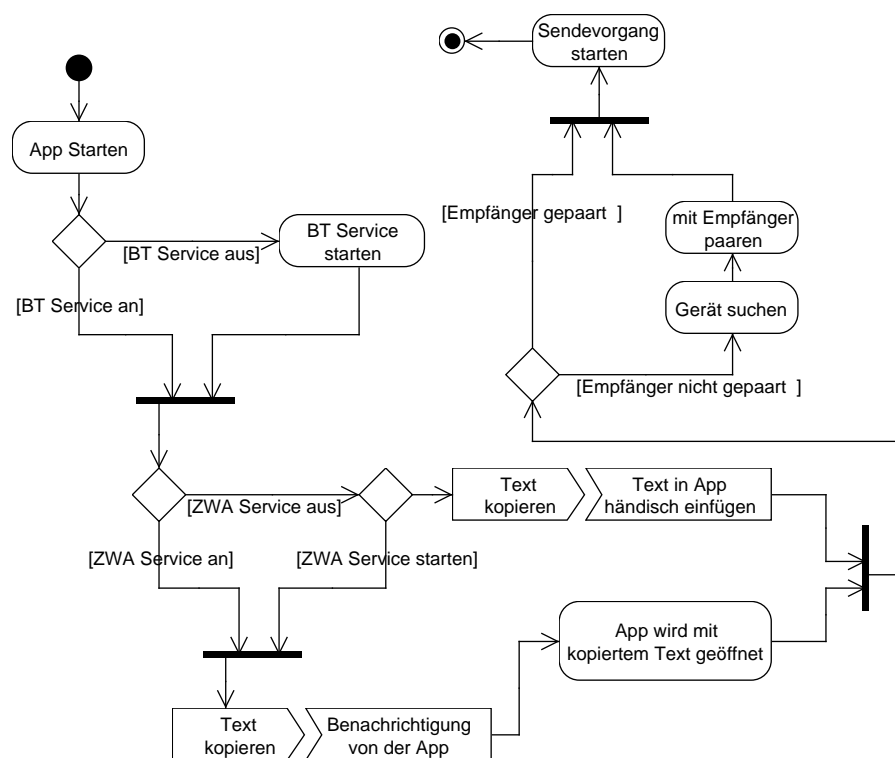 Sendevorgang
starten
App Starten
[Empfänger gepaart ]
mit Empfänger
paaren
BT Service
starten
[BT Service aus]
[BT Service an]
Gerät suchen
[Empfänger nicht gepaart ]
Text
kopieren
Text in App
händisch einfügen
[ZWA Service aus]
[ZWA Service an]
[ZWA Service starten]
App wird mit
kopiertem Text geöffnet
Text
kopieren
Benachrichtigung
von der App